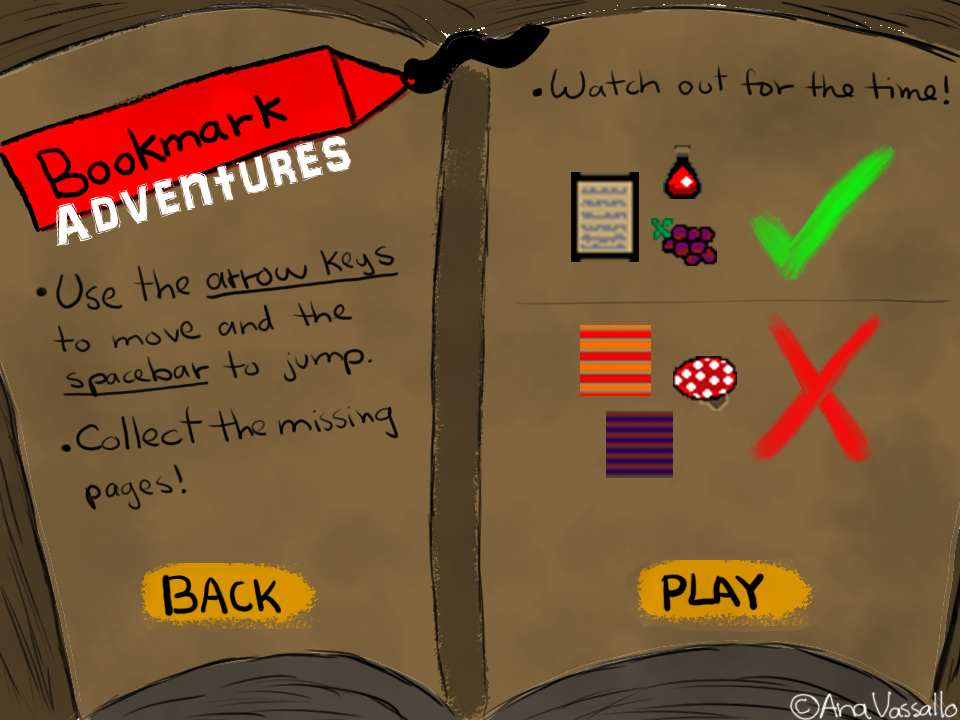 Bookmark
ADVENTURES
• Use the arrow keys
to move and the
spacebar to jump.
• Collect the missing
pages!
BACK
• Watch out for the time!
PLAY
©Ana Vassallo